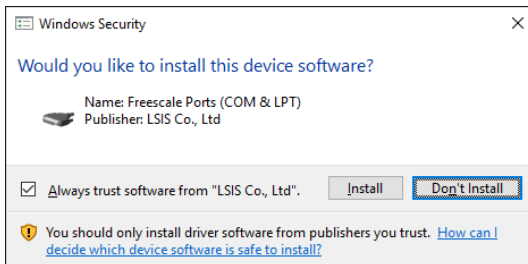 Windows Security
Would you like to install this device software?
Name: Freescale Ports (COM & LPT)
Publisher: LSIS Co., Ltd
Always trust software from "LSIS Co., Ltd".
Install
Don't Install
You should only install driver software from publishers you trust. How can I
decide which device software is safe to install?